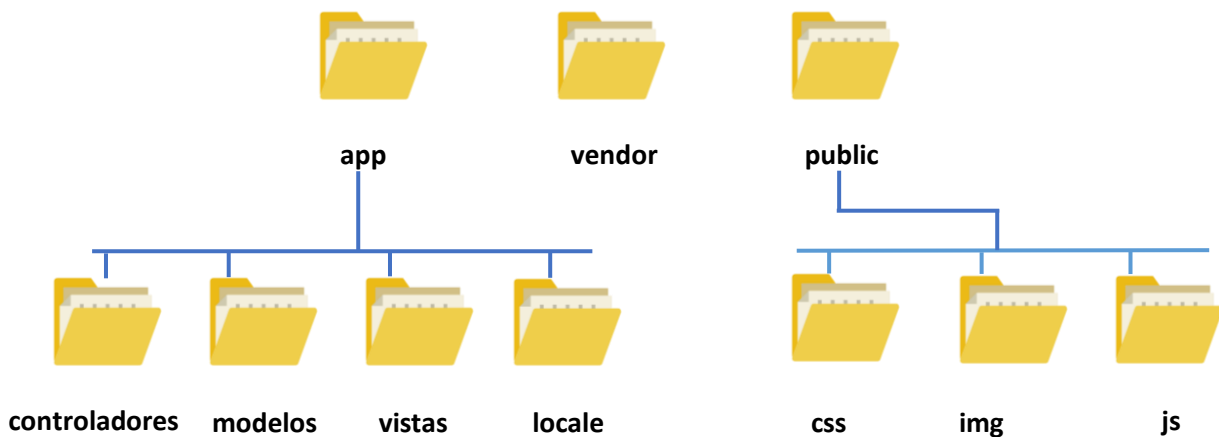 app vendor public
controladores modelos vistas locale css img js